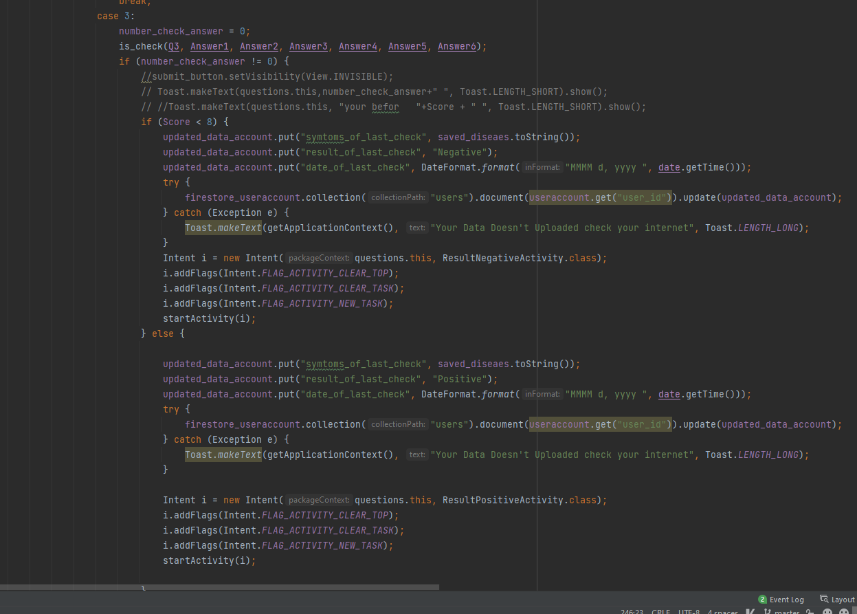 break;
case 3:
number_check_answer = 0;
is_check(Q3, Answer1, Answer2, Answer3, Answer4, Answer5, Answer6);
if (number_check_answer != 0) {
//submit_button.setVisibility(View.INVISIBLE);
// Toast.makeText(questions.this,number_check_answer+" ", Toast.LENGTH_SHORT).show();
// //Toast.makeText(questions.this, "your befor   "+Score + " ", Toast.LENGTH_SHORT).show();
if (Score < 8) {
updated_data_account.put("symtoms_of_last_check", saved_diseaes.toString());
updated_data_account.put("result_of_last_check", "Negative");
updated_data_account.put("date_of_last_check", DateFormat.format( inFormat: "MMMM d, yyyy ", date.getTime()));
try {
firestore_useraccount.collection( collectionPath: "users").document(useraccount.get("user_id")).update(updated_data_account);
} catch (Exception e) {
Toast.makeText(getApplicationContext(), text: "Your Data Doesn't Uploaded check your internet", Toast.LENGTH_LONG);
}
Intent i = new Intent( packageContext: questions.this, ResultNegativeActivity.class);
i.addFlags(Intent.FLAG_ACTIVITY_CLEAR_TOP);
i.addFlags(Intent.FLAG_ACTIVITY_CLEAR_TASK);
i.addFlags(Intent.FLAG_ACTIVITY_NEW_TASK);
startActivity(i);
} else {
updated_data_account.put("symtoms_of_last_check", saved_diseaes.toString());
updated_data_account.put("result_of_last_check", "Positive");
updated_data_account.put("date_of_last_check", DateFormat.format( inFormat: "MMMM d, yyyy ", date.getTime()));
try {
firestore_useraccount.collection( collectionPath: "users").document(useraccount.get("user_id")).update(updated_data_account);
} catch (Exception e) {
Toast.makeText(getApplicationContext(), text: "Your Data Doesn't Uploaded check your internet", Toast.LENGTH_LONG);
}
Intent i = new Intent( packageContext: questions.this, ResultPositiveActivity.class);
i.addFlags(Intent.FLAG_ACTIVITY_CLEAR_TOP);
i.addFlags(Intent.FLAG_ACTIVITY_CLEAR_TASK);
i.addFlags(Intent.FLAG_ACTIVITY_NEW_TASK);
startActivity(i);
}
2 Event Log Layout
246:23 CRLF UTF-8 4 spaces master